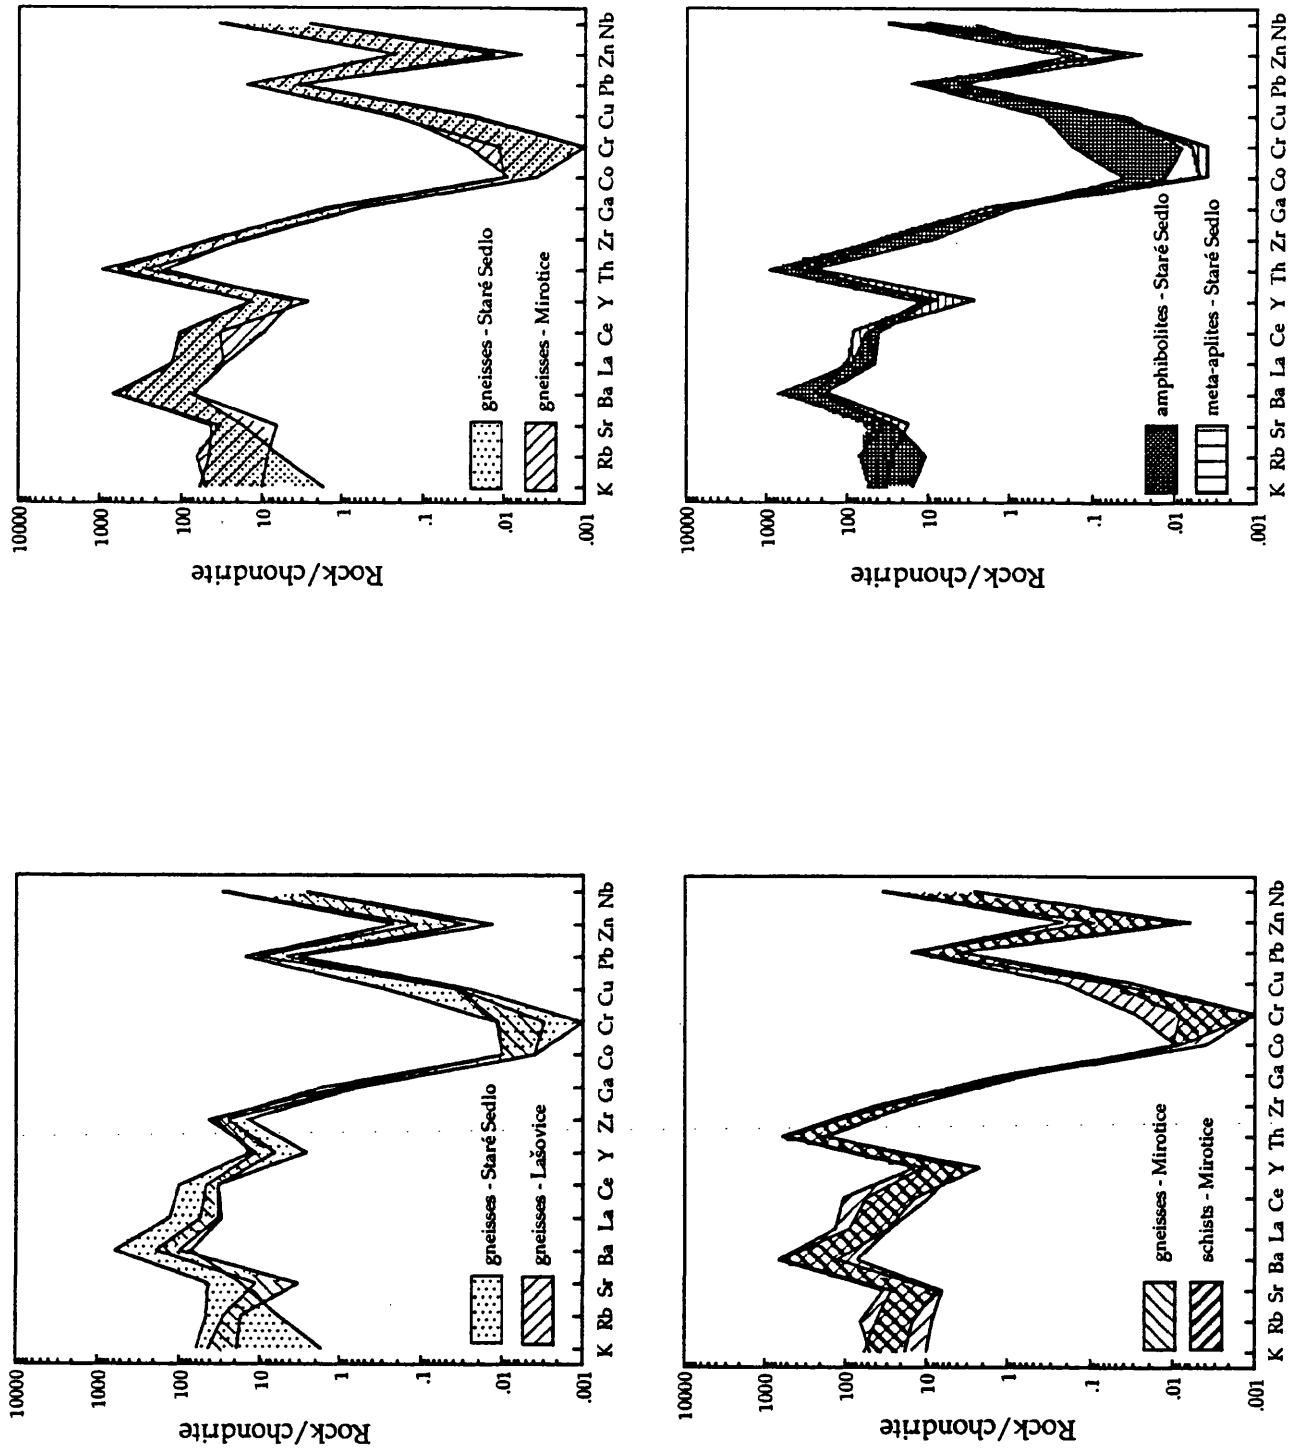 Rock/chondrite
10000
1000
100
10
1
.1
.01
.001
gneisses - Staré Sedlo
gneisses - Lašovice
K Rb Sr Ba La Ce Y Zr Ga Co Cr Cu Pb Zn Nb
Rock/chondrite
10000
1000
100
10
1
.1
.01
.001
gneisses - Staré Sedlo
gneisses - Mirotice
K Rb Sr Ba La Ce Y Th Zr Ga Co Cr Cu Pb Zn Nb
Rock/chondrite
10000
1000
100
10
1
.1
.01
.001
gneisses - Mirotice
schists - Mirotice
K Rb Sr Ba La Ce Y Th Zr Ga Co Cr Cu Pb Zn Nb
Rock/chondrite
10000
1000
100
10
1
.1
.01
.001
amphibolites - Staré Sedlo
meta-aplites - Staré Sedlo
K Rb Sr Ba La Ce Y Th Zr Ga Co Cr Cu Pb Zn Nb